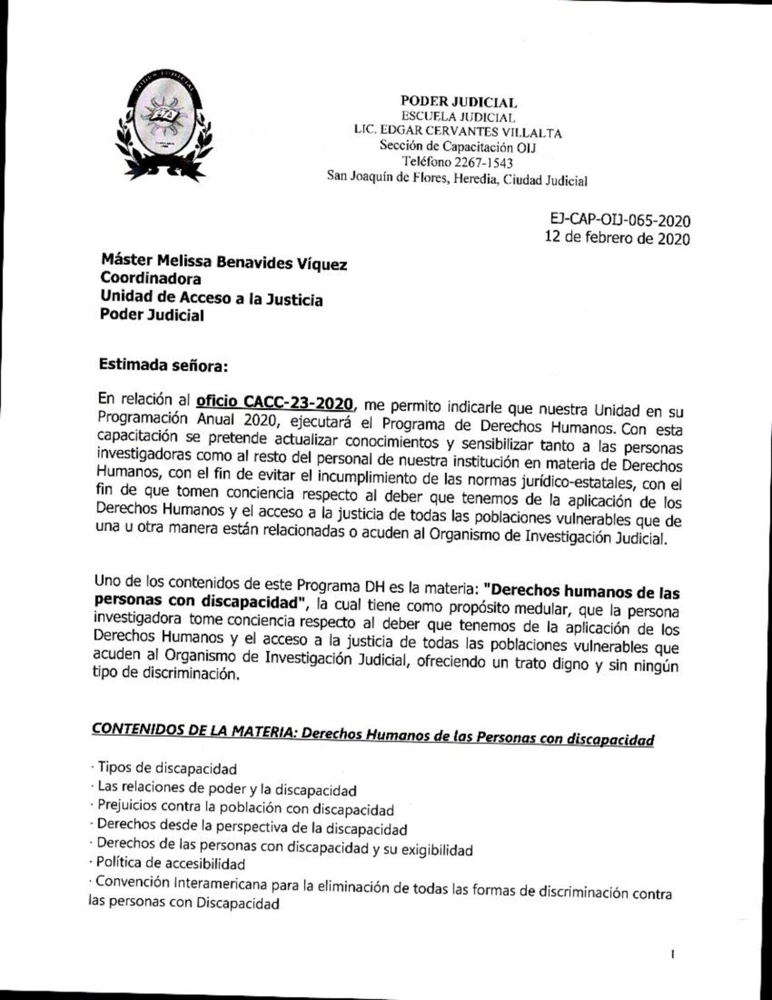 PODER JUDICIAL
PODER JUDICIAL
ESCUELA JUDICIAL
LIC. EDGAR CERVANTES VILLALTA
Sección de Capacitación OIJ
Teléfono 2267-1543
San Joaquín de Flores, Heredia, Ciudad Judicial
EJ-CAP-OIJ-065-2020
12 de febrero de 2020
Máster Melissa Benavides Víquez
Coordinadora
Unidad de Acceso a la Justicia
Poder Judicial
Estimada señora:
En relación al oficio CACC-23-2020, me permito indicarle que nuestra Unidad en su
Programación Anual 2020, ejecutará el Programa de Derechos Humanos. Con esta
capacitación se pretende actualizar conocimientos y sensibilizar tanto a las personas
investigadoras como al resto del personal de nuestra institución en materia de Derechos
Humanos, con el fin de evitar el incumplimiento de las normas jurídico-estatales, con el
fin de que tomen conciencia respecto al deber que tenemos de la aplicación de los
Derechos Humanos y el acceso a la justicia de todas las poblaciones vulnerables que de
una u otra manera están relacionadas o acuden al Organismo de Investigación Judicial.
Uno de los contenidos de este Programa DH es la materia: "Derechos humanos de las
personas con discapacidad", la cual tiene como propósito medular, que la persona
investigadora tome conciencia respecto al deber que tenemos de la aplicación de los
Derechos Humanos y el acceso a la justicia de todas las poblaciones vulnerables que
acuden al Organismo de Investigación Judicial, ofreciendo un trato digno y sin ningún
tipo de discriminación.
CONTENIDOS DE LA MATERIA: Derechos Humanos de las Personas con discapacidad
· Tipos de discapacidad
· Las relaciones de poder y la discapacidad
· Prejuicios contra la población con discapacidad
· Derechos desde la perspectiva de la discapacidad
· Derechos de las personas con discapacidad y su exigibilidad
· Política de accesibilidad
· Convención Interamericana para la eliminación de todas las formas de discriminación contra
las personas con Discapacidad
1